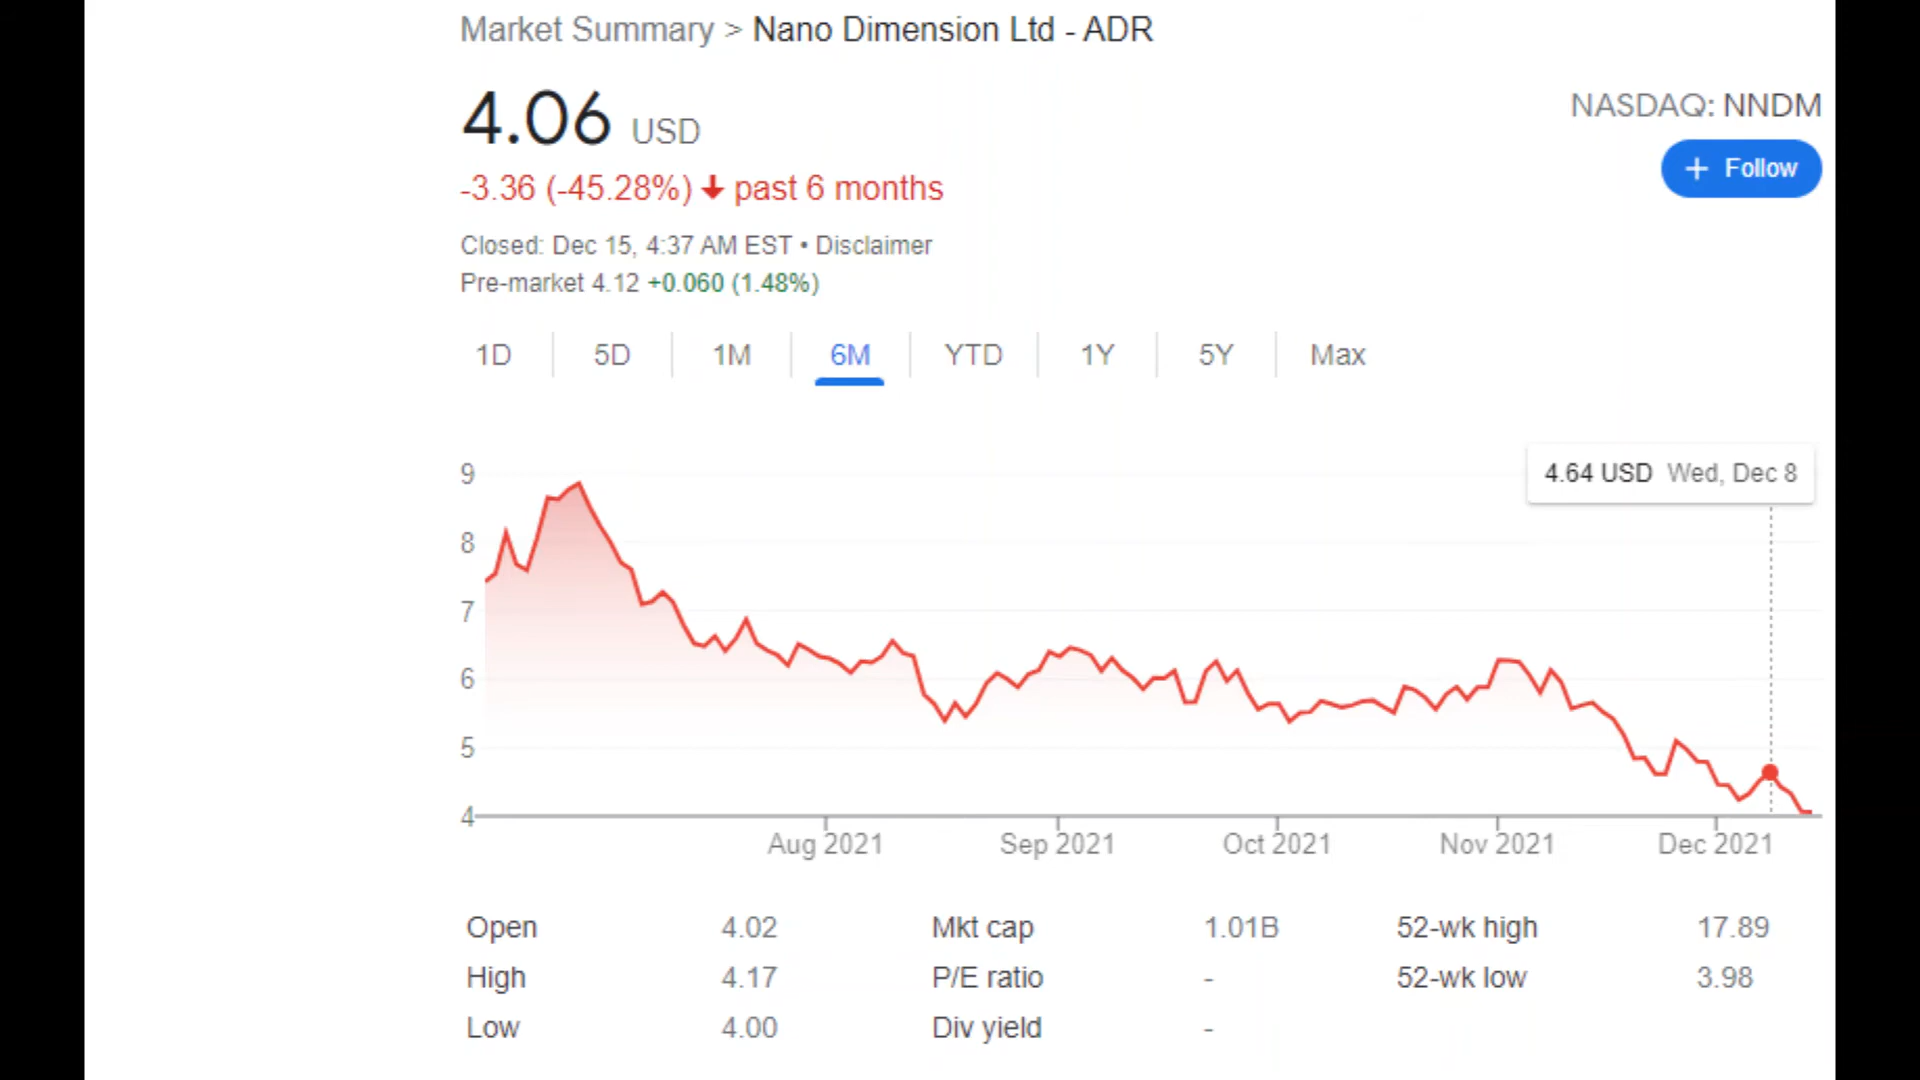 Market Summary > Nano Dimension Ltd - ADR
4.06 USD
NASDAQ: NNDM
+ Follow
-3.36 (-45.28%) ↓ past 6 months
Closed: Dec 15, 4:37 AM EST • Disclaimer
Pre-market 4.12 +0.060 (1.48%)
1D 5D 1M 6M YTD 1Y 5Y Max
4.64 USD Wed, Dec 8
9
8
7
6
5
4
Aug 2021 Sep 2021 Oct 2021 Nov 2021 Dec 2021
Open 4.02 Mkt cap 1.01B 52-wk high 17.89
High 4.17 P/E ratio - 52-wk low 3.98
Low 4.00 Div yield -